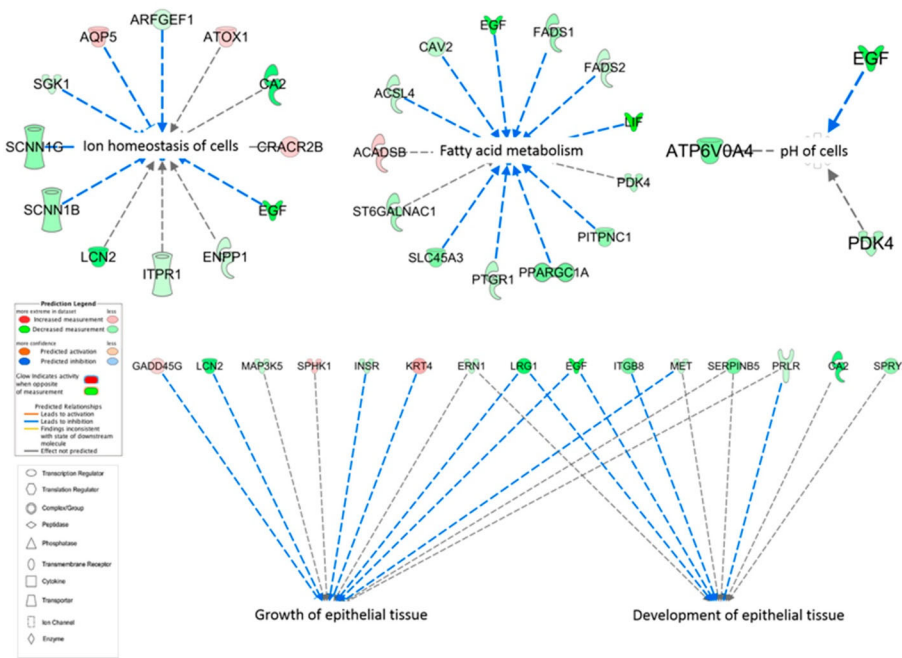 ARFGEF1
AQP5
ATOX1
SGK1
CA2
SCNN1G
Ion homeostasis of cells
CRACR2B
SCNN1B
EGF
LCN2
ITPR1
ENPP1
EGF
CAV2
FADS1
ACSL4
FADS2
LIF
ACADSB
Fatty acid metabolism
PDK4
ST6GALNAC1
PITPNC1
SLC45A3
PTGR1
PPARGC1A
EGF
ATP6V0A4
pH of cells
PDK4
Prediction Legend
more extreme in dataset
less
Increased measurement
Decreased measurement
more confidence
less
Predicted activation
Predicted inhibition
Glow Indicates activity
when opposite
of measurement
Predicted Relationships
Leads to activation
Leads to inhibition
Findings inconsistent
with state of downstream
molecule
Effect not predicted
Transcription Regulator
Translation Regulator
Complex/Group
Peptidase
Phosphatase
Transmembrane Receptor
Cytokine
Transporter
Ion Channel
Enzyme
GADD45G
LCN2
MAP3K5
SPHK1
INSR
KRT4
ERN1
LRG1
EGF
ITGB8
MET
SERPINB5
PRLR
CA2
SPRY
Growth of epithelial tissue
Development of epithelial tissue